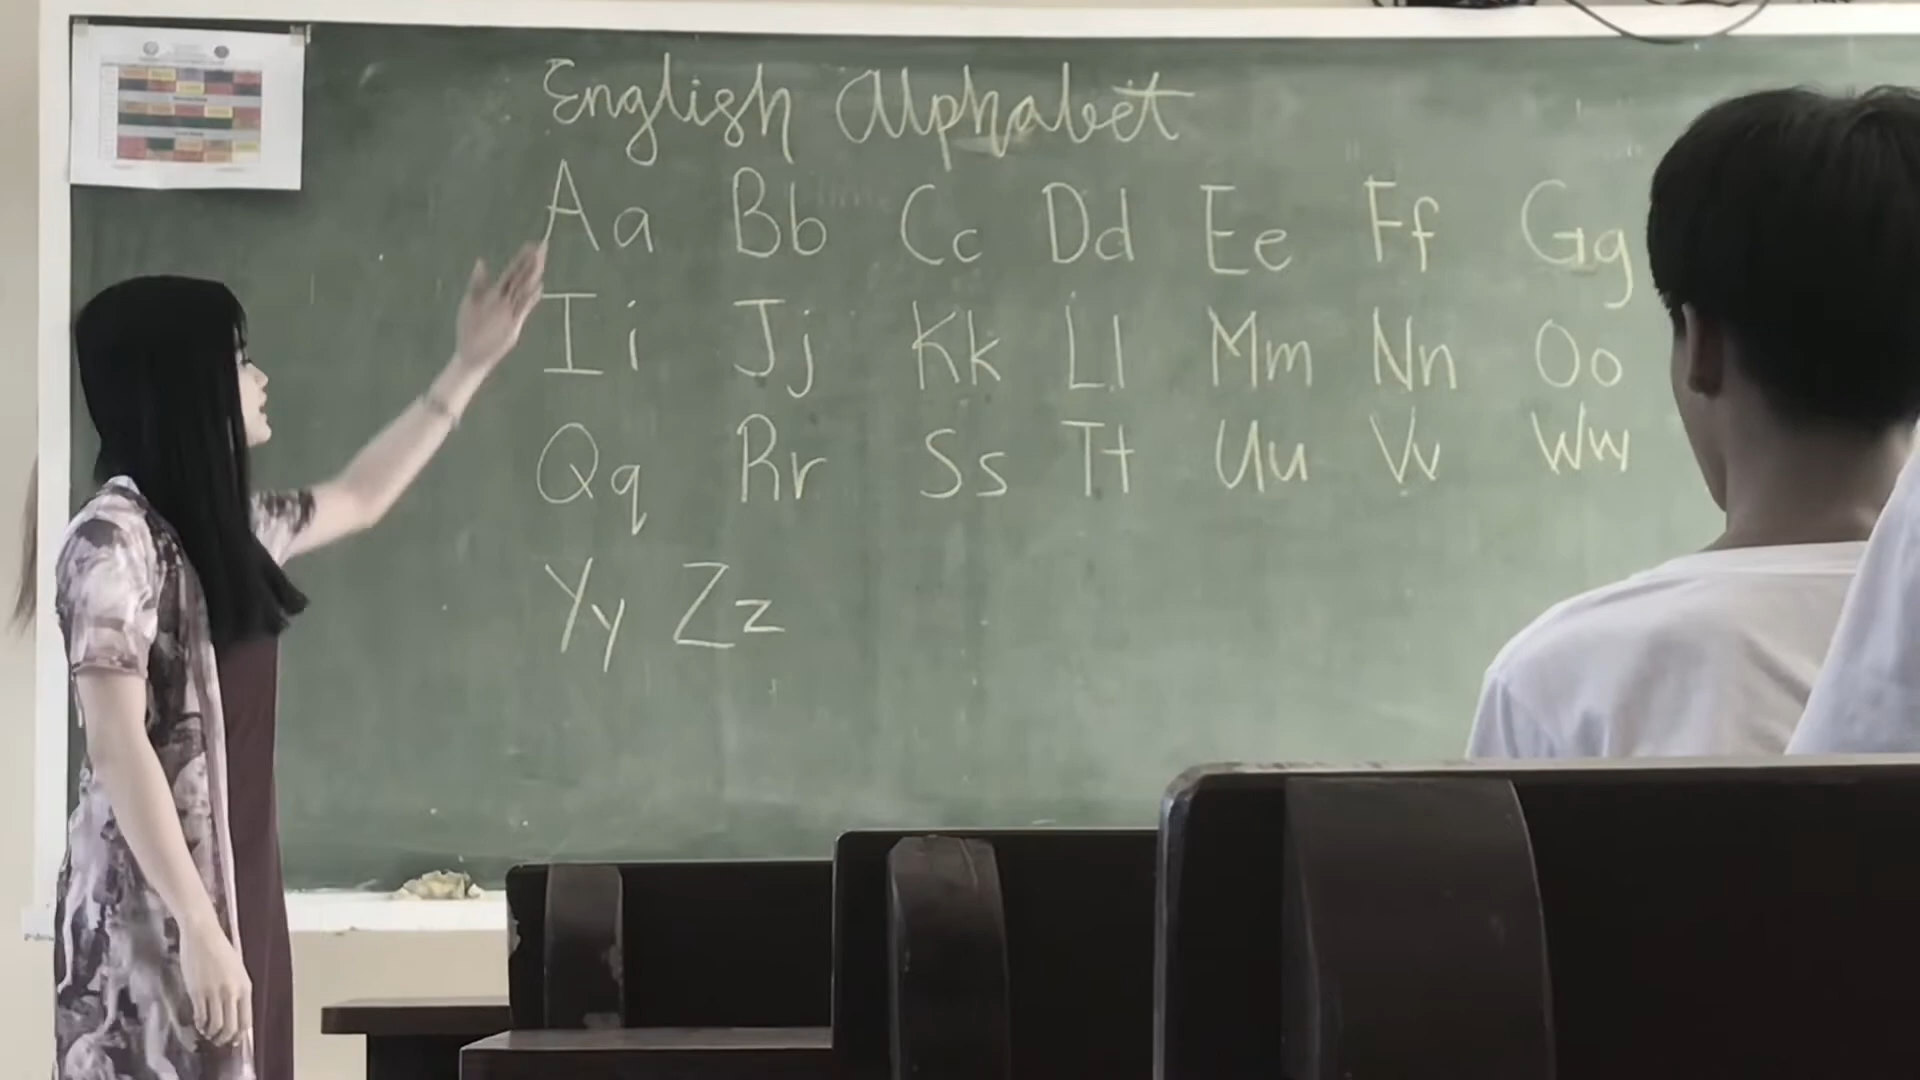 English Alphabet
Aa Bb Cc Dd Ee Ff Gg
Ii Jj Kk Ll Mm Nn Oo
Qq Rr Ss Tt Uu Vv Ww
Yy Zz